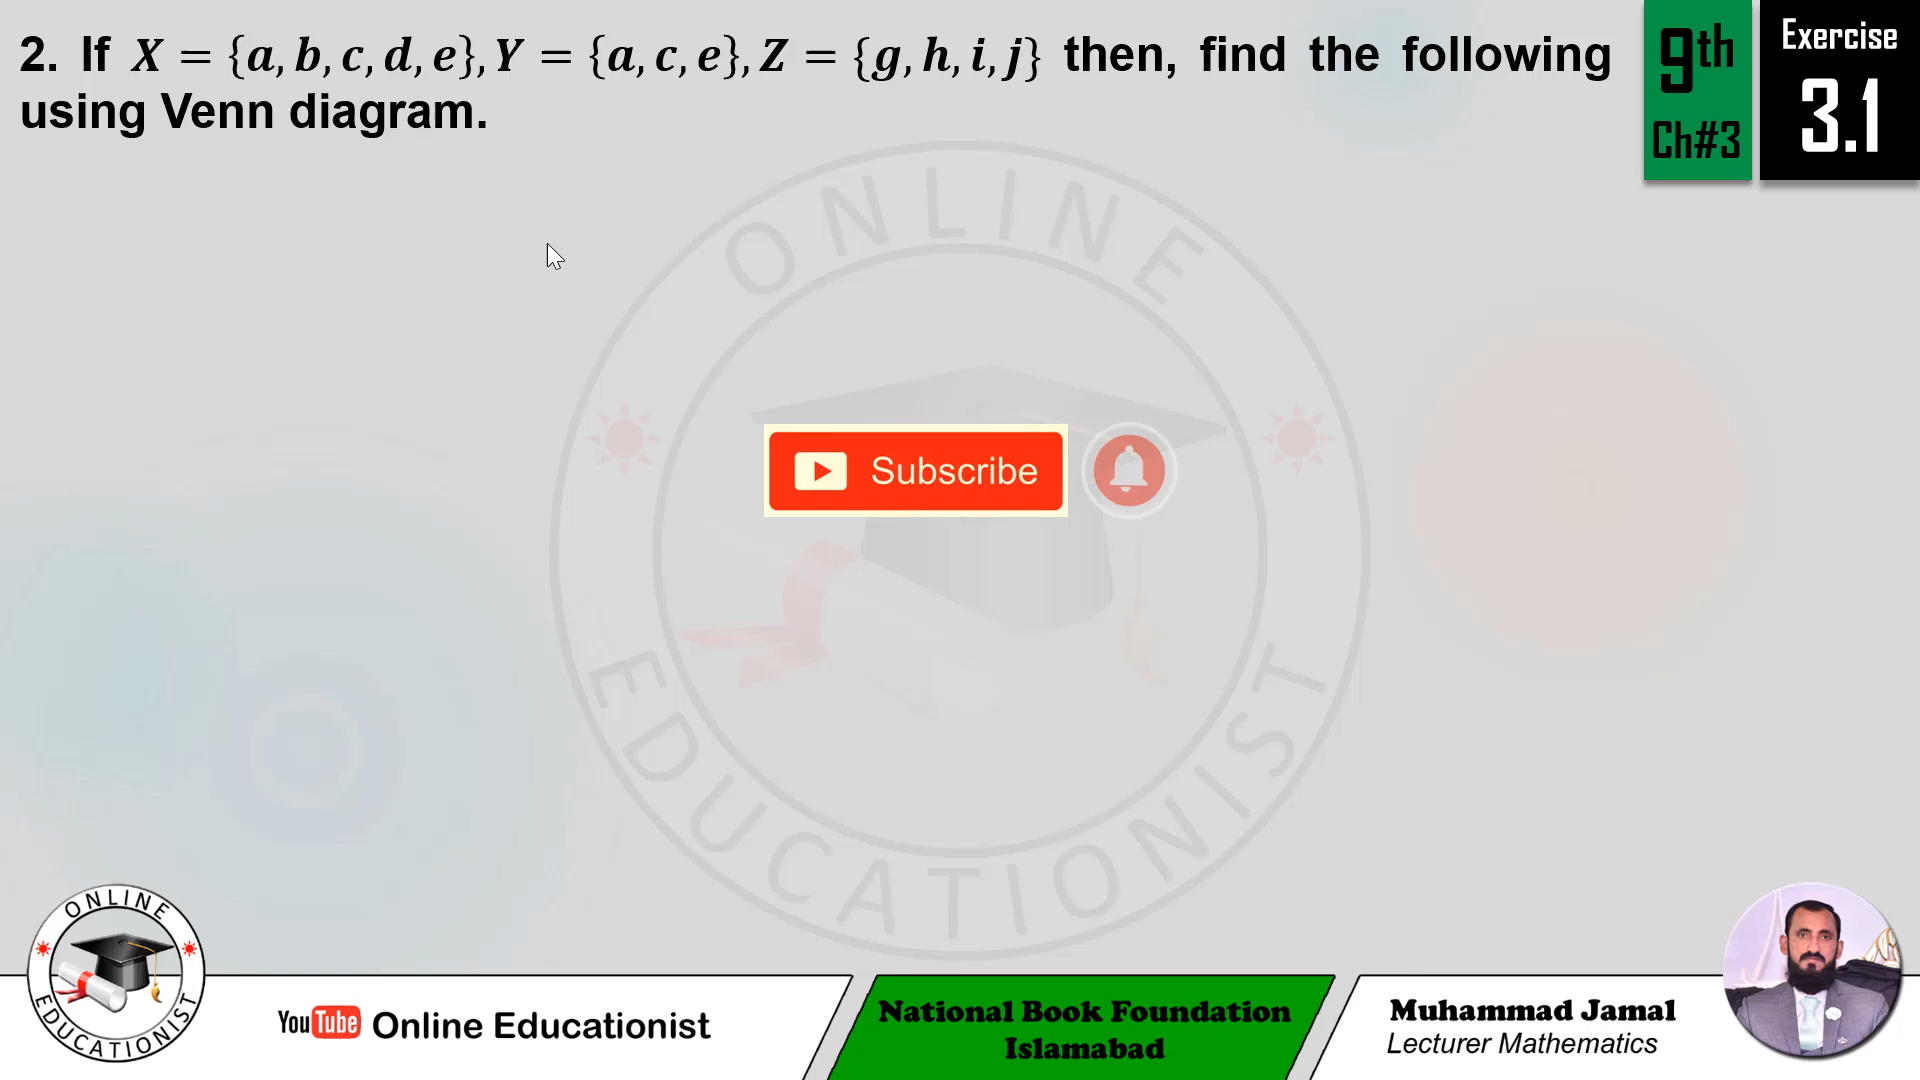 2. If X = {a, b, c, d, e}, Y = {a, c, e}, Z = {g, h, i, j} then, find the following
using Venn diagram.
9th
Ch#3
Exercise
3.1
ONLINE
EDUCATIONIST
Subscribe
ONLINE
EDUCATIONIST
YouTube Online Educationist
National Book Foundation
Islamabad
Muhammad Jamal
Lecturer Mathematics